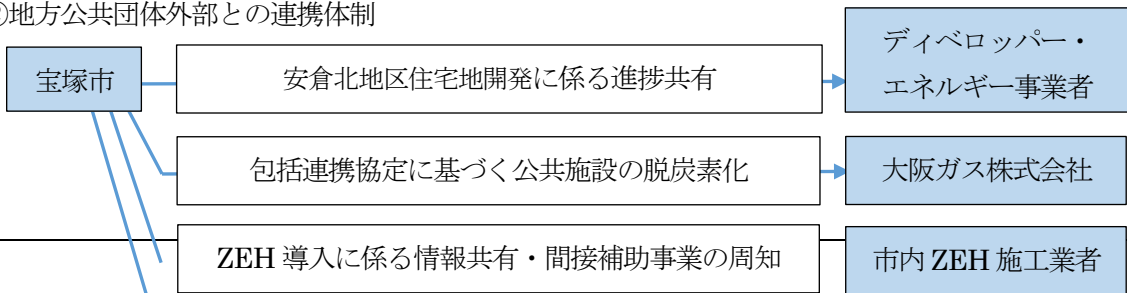 地方公共団体外部との連携体制
宝塚市
安倉北地区住宅地開発に係る進捗共有
ディベロッパー・
エネルギー事業者
包括連携協定に基づく公共施設の脱炭素化
大阪ガス株式会社
ZEH 導入に係る情報共有・間接補助事業の周知
市内 ZEH 施工業者